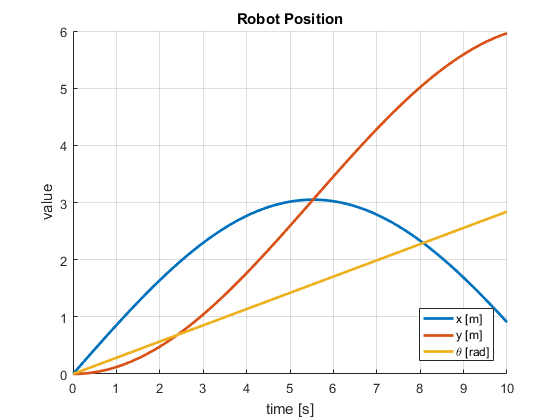 Robot Position
6
5
4
3
2
1
0
value
0 1 2 3 4 5 6 7 8 9 10
time [s]
x [m]
y [m]
θ [rad]